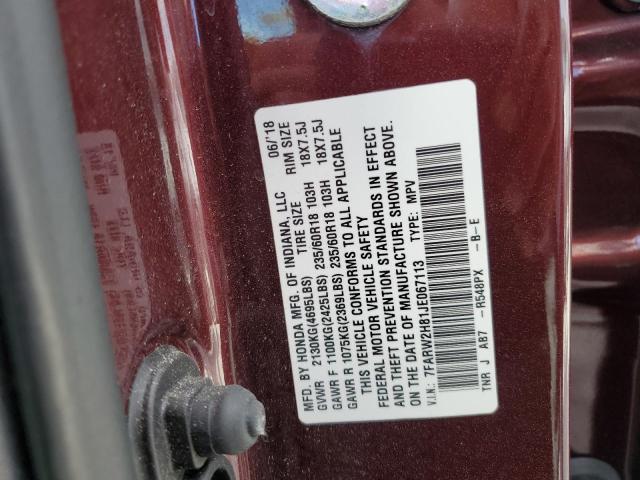 MFD. BY HONDA MFG. OF INDIANA, LLC 06/'18
GVWR 2130KG(4695LBS) TIRE SIZE RIM SIZE
GAWR F 1100KG(2425LBS) 235/60R18 103H 18X7.5J
GAWR R 1075KG(2369LBS) 235/60R18 103H 18X7.5J
THIS VEHICLE CONFORMS TO ALL APPLICABLE
FEDERAL MOTOR VEHICLE SAFETY
AND THEFT PREVENTION STANDARDS IN EFFECT
ON THE DATE OF MANUFACTURE SHOWN ABOVE.
V.I.N.: 7FARW2H81JE067113 TYPE: MPV
TNR J AB7 -R548PX -B-E